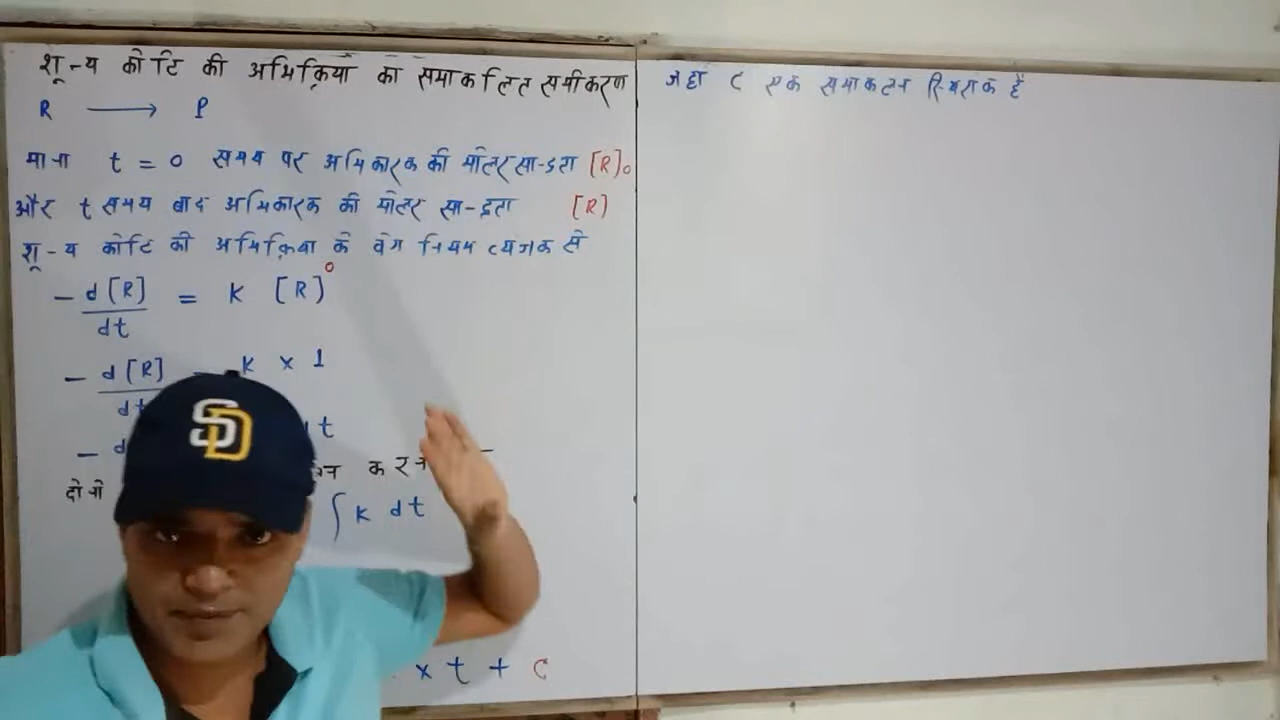 शून्य कोटि की अभिक्रिया का समाकलित समीकरण
R ⟶ P
माना t = 0 समय पर अभिकारक की मोलर सान्द्रता [R]₀
और t समय बाद अभिकारक की मोलर सान्द्रता [R]
शून्य कोटि की अभिक्रिया के वेग नियम व्यंजक से
- d[R]/dt = K [R]⁰
- d[R]/dt = K × 1
- d t
दोनो करने
∫ K dt
× t + C
जहाँ C एक समाकलन स्थिरांक है
SD